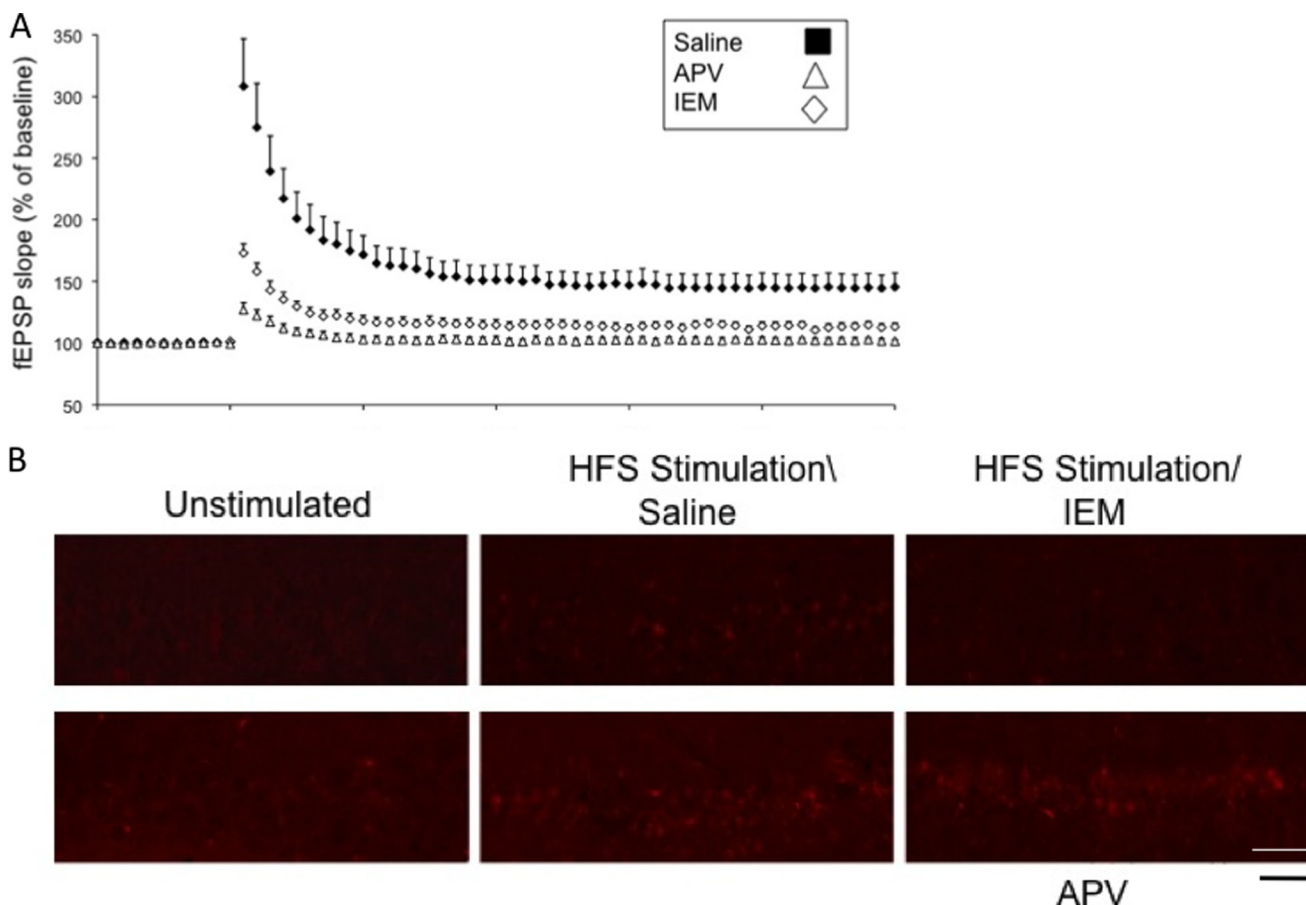 A
fEPSP slope (% of baseline)
350
300
250
200
150
100
50
Saline
APV
IEM
B
Unstimulated
HFS Stimulation\
Saline
HFS Stimulation/
IEM
APV